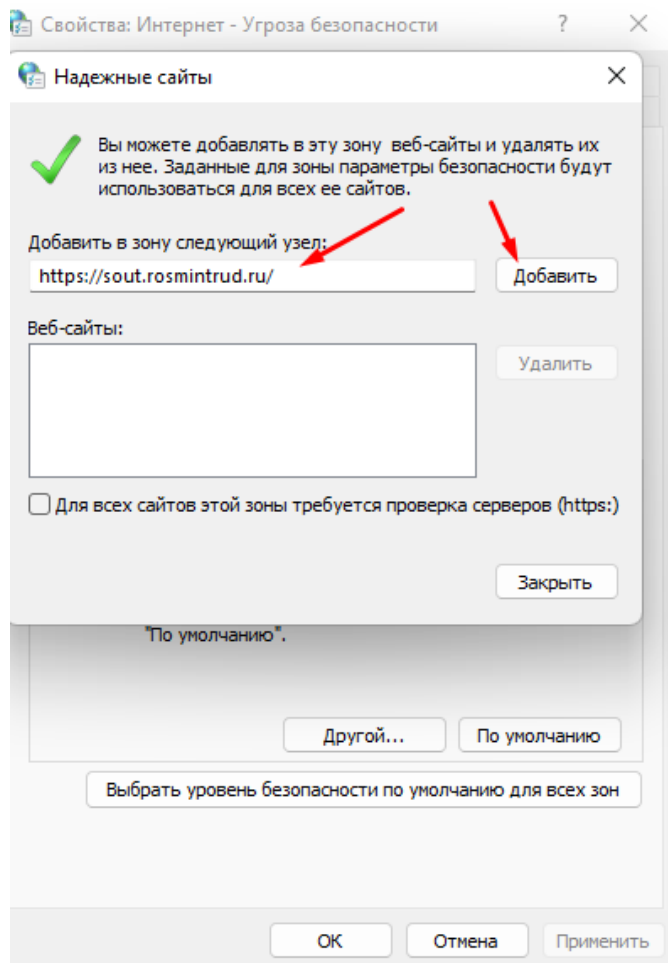 Свойства: Интернет - Угроза безопасности
Надежные сайты
Вы можете добавлять в эту зону веб-сайты и удалять их
из нее. Заданные для зоны параметры безопасности будут
использоваться для всех ее сайтов.
Добавить в зону следующий узел:
https://sout.rosmintrud.ru/
Добавить
Веб-сайты:
Удалить
Для всех сайтов этой зоны требуется проверка серверов (https:)
Закрыть
"По умолчанию".
Другой...
По умолчанию
Выбрать уровень безопасности по умолчанию для всех зон
ОК
Отмена
Применить